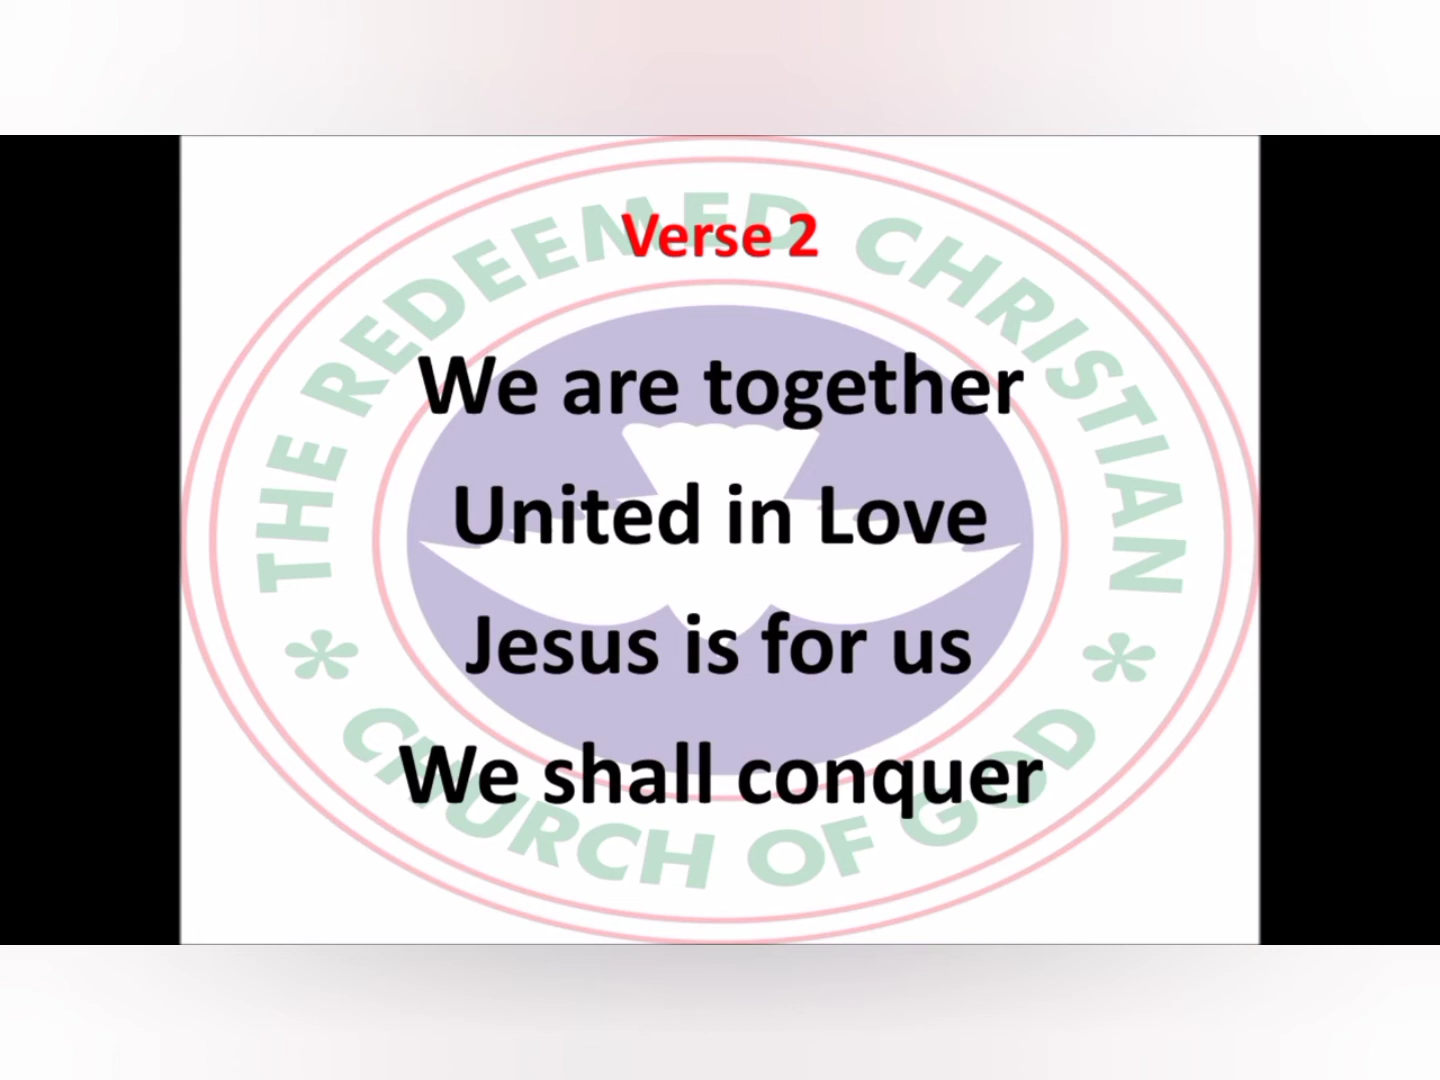 THE REDEEMED CHRISTIAN
CHURCH OF GOD
Verse 2
We are together
United in Love
Jesus is for us
We shall conquer